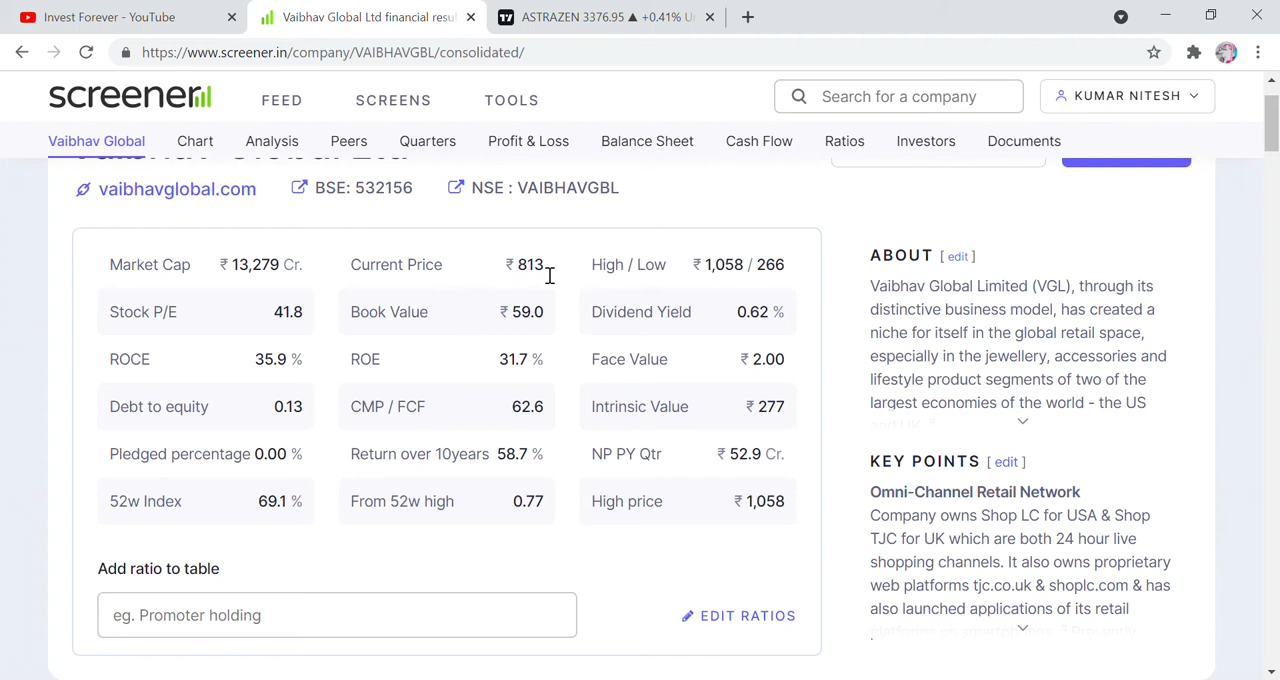 Invest Forever - YouTube
Vaibhav Global Ltd financial resu
ASTRAZEN 3376.95 ▲ +0.41% U
https://www.screener.in/company/VAIBHAVGBL/consolidated/
screener
FEED
SCREENS
TOOLS
Search for a company
KUMAR NITESH
Vaibhav Global
Chart
Analysis
Peers
Quarters
Profit & Loss
Balance Sheet
Cash Flow
Ratios
Investors
Documents
Vaibhav Global Ltd
vaibhavglobal.com
BSE: 532156
NSE : VAIBHAVGBL
Market Cap ₹ 13,279 Cr.
Current Price ₹ 813
High / Low ₹ 1,058 / 266
Stock P/E 41.8
Book Value ₹ 59.0
Dividend Yield 0.62 %
ROCE 35.9 %
ROE 31.7 %
Face Value ₹ 2.00
Debt to equity 0.13
CMP / FCF 62.6
Intrinsic Value ₹ 277
Pledged percentage 0.00 %
Return over 10years 58.7 %
NP PY Qtr ₹ 52.9 Cr.
52w Index 69.1 %
From 52w high 0.77
High price ₹ 1,058
Add ratio to table
eg. Promoter holding
EDIT RATIOS
ABOUT [ edit ]
Vaibhav Global Limited (VGL), through its
distinctive business model, has created a
niche for itself in the global retail space,
especially in the jewellery, accessories and
lifestyle product segments of two of the
largest economies of the world - the US
and UK.
KEY POINTS [ edit ]
Omni-Channel Retail Network
Company owns Shop LC for USA & Shop
TJC for UK which are both 24 hour live
shopping channels. It also owns proprietary
web platforms tjc.co.uk & shoplc.com & has
also launched applications of its retail
platforms on smartphones. Presently